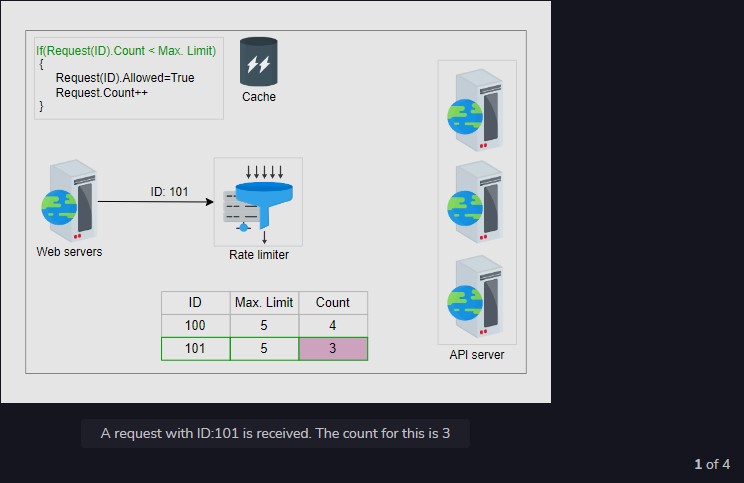 If(Request(ID).Count < Max. Limit)
{
Request(ID).Allowed=True
Request.Count++
}
Cache
ID: 101
Web servers
Rate limiter
ID Max. Limit Count
100 5 4
101 5 3
API server
A request with ID:101 is received. The count for this is 3
1 of 4